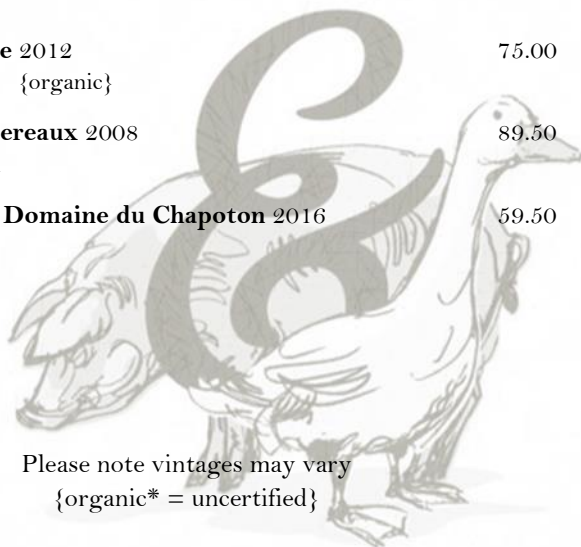 e 2012 75.00
{organic}
ereaux 2008 89.50
Domaine du Chapoton 2016 59.50
&
Please note vintages may vary
{organic* = uncertified}